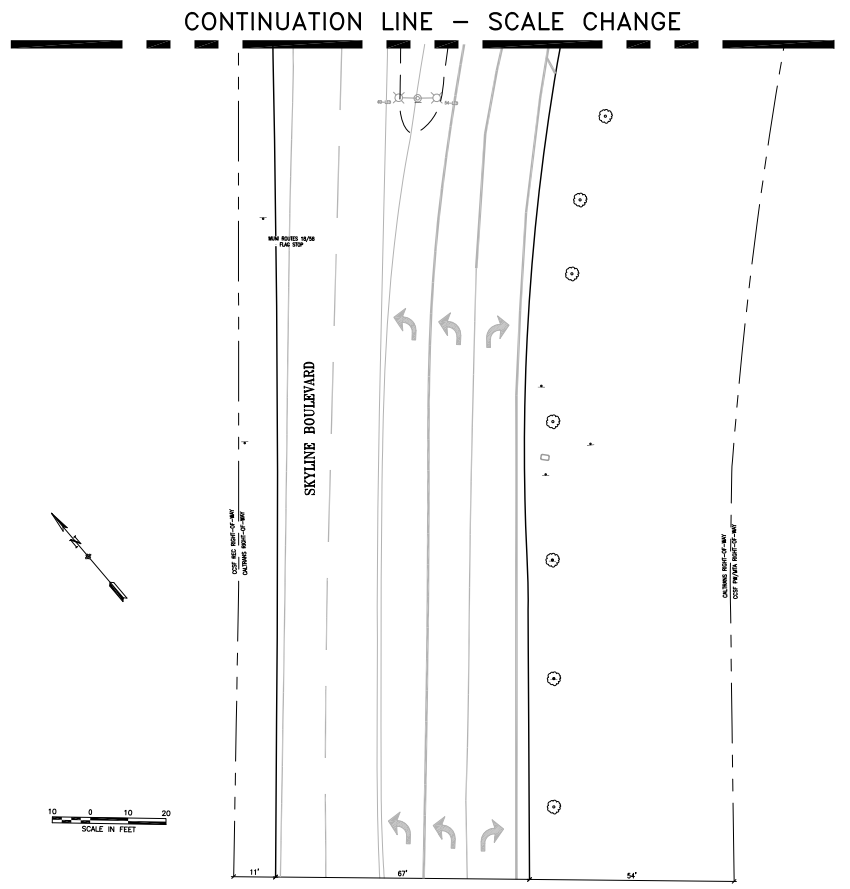 CONTINUATION LINE – SCALE CHANGE
MUNI ROUTES 18/58
FLAG STOP
SKYLINE BOULEVARD
CCSF REC RIGHT-OF-WAY
CALTRANS RIGHT-OF-WAY
CALTRANS RIGHT-OF-WAY
CCSF PW/MTA RIGHT-OF-WAY
N
10 0 10 20
SCALE IN FEET
11' 67' 54'